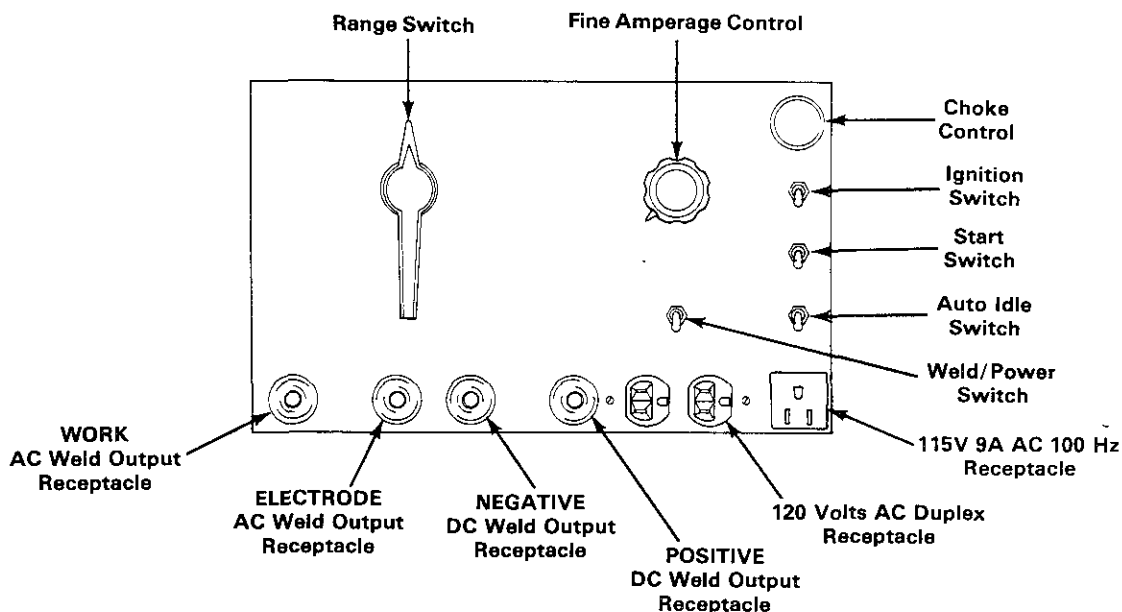 Range Switch
Fine Amperage Control
Choke
Control
Ignition
Switch
Start
Switch
Auto Idle
Switch
Weld/Power
Switch
115V 9A AC 100 Hz
Receptacle
120 Volts AC Duplex
Receptacle
POSITIVE
DC Weld Output
Receptacle
NEGATIVE
DC Weld Output
Receptacle
ELECTRODE
AC Weld Output
Receptacle
WORK
AC Weld Output
Receptacle